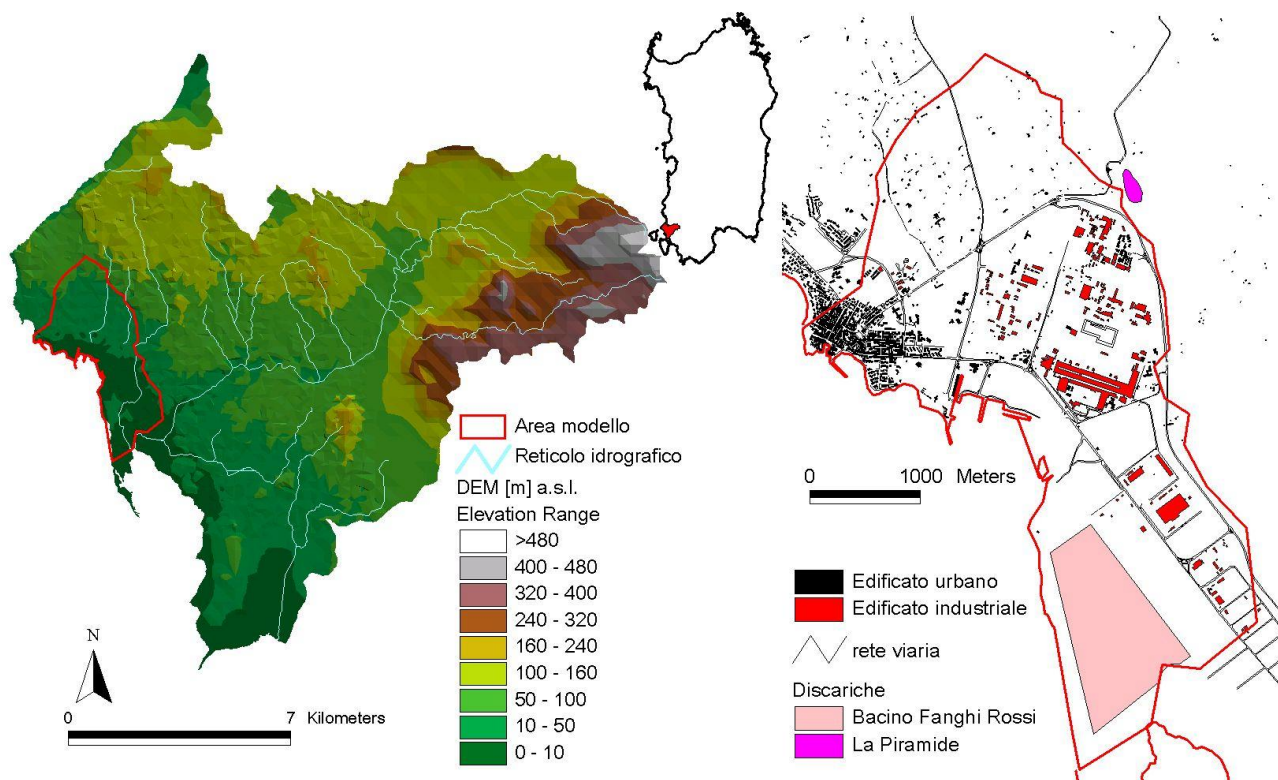 Area modello
Reticolo idrografico
DEM [m] a.s.l.
Elevation Range
>480
400 - 480
320 - 400
240 - 320
160 - 240
100 - 160
50 - 100
10 - 50
0 - 10
N
0 7 Kilometers
0 1000 Meters
Edificato urbano
Edificato industriale
rete viaria
Discariche
Bacino Fanghi Rossi
La Piramide